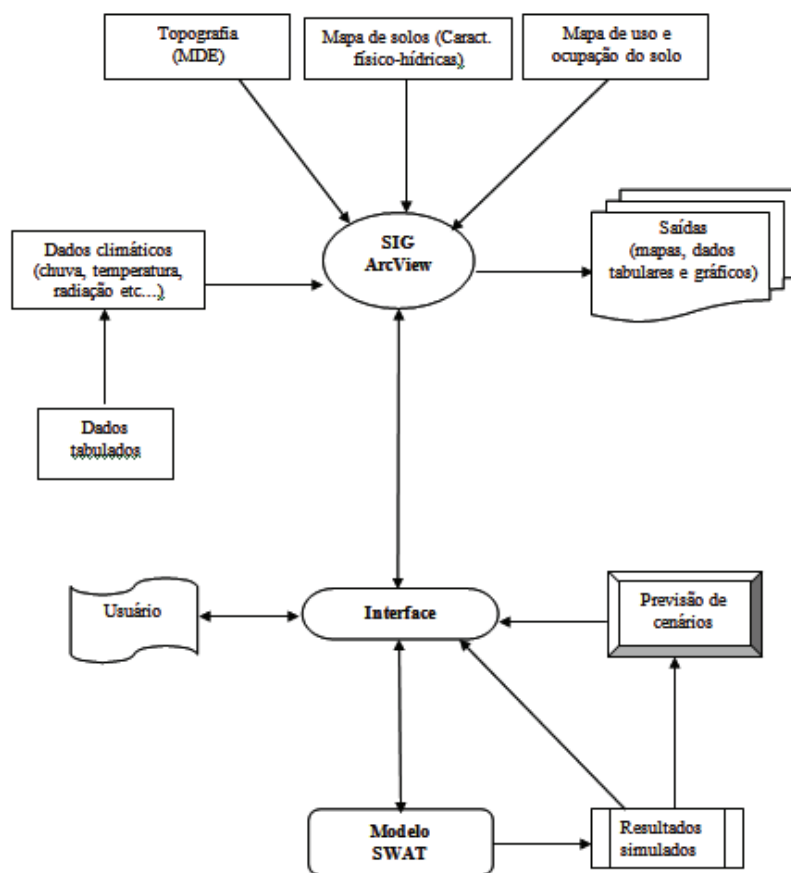 Topografia
(MDE)
Mapa de solos (Caract.
físico-hídricas)
Mapa de uso e
ocupação do solo
SIG
ArcView
Saídas
(mapas, dados
tabulares e gráficos)
Dados climáticos
(chuva, temperatura,
radiação etc...)
Dados
tabulados
Usuário
Interface
Previsão de
cenários
Modelo
SWAT
Resultados
simulados